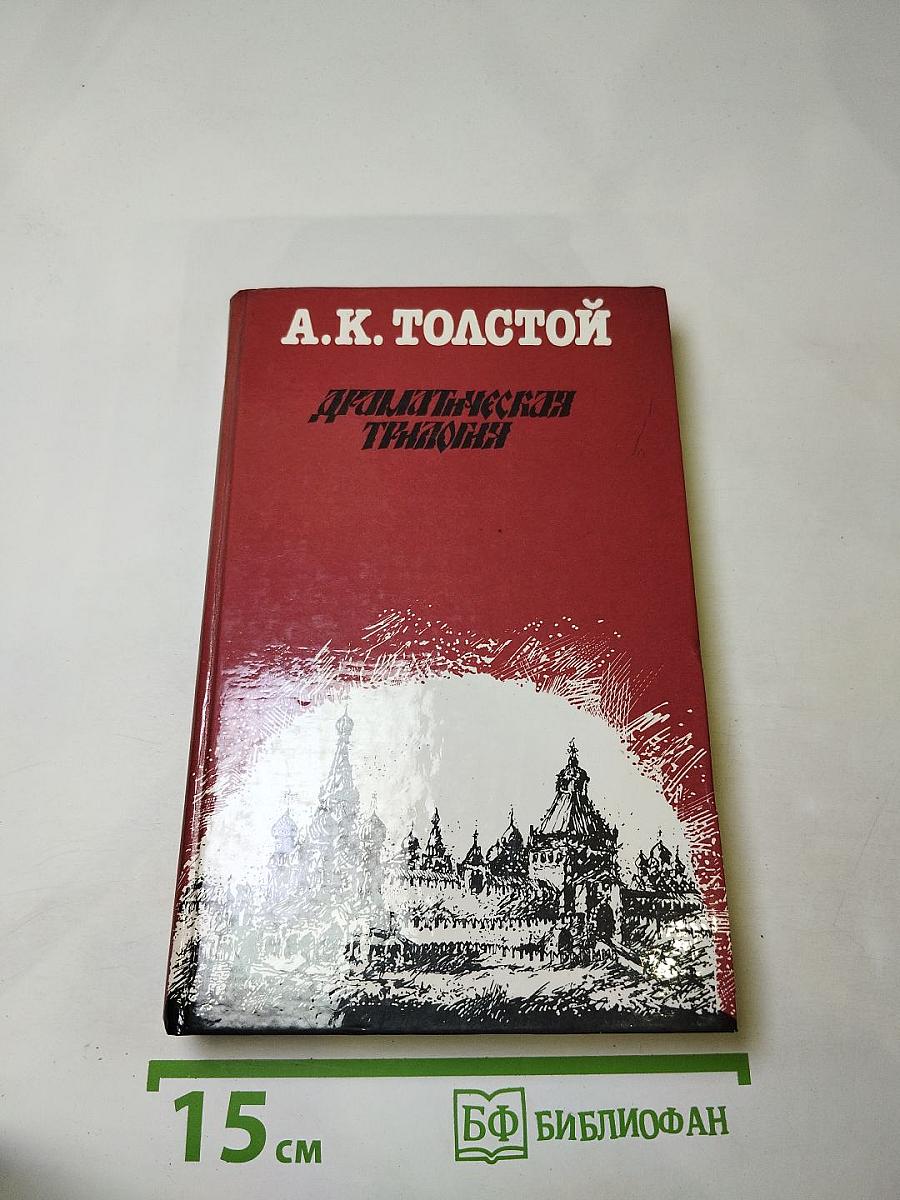 А.К. ТОЛСТОЙ
ДРАМАТИЧЕСКАЯ
ТРИЛОГИЯ
15 см
БФ БИБЛИОФАН